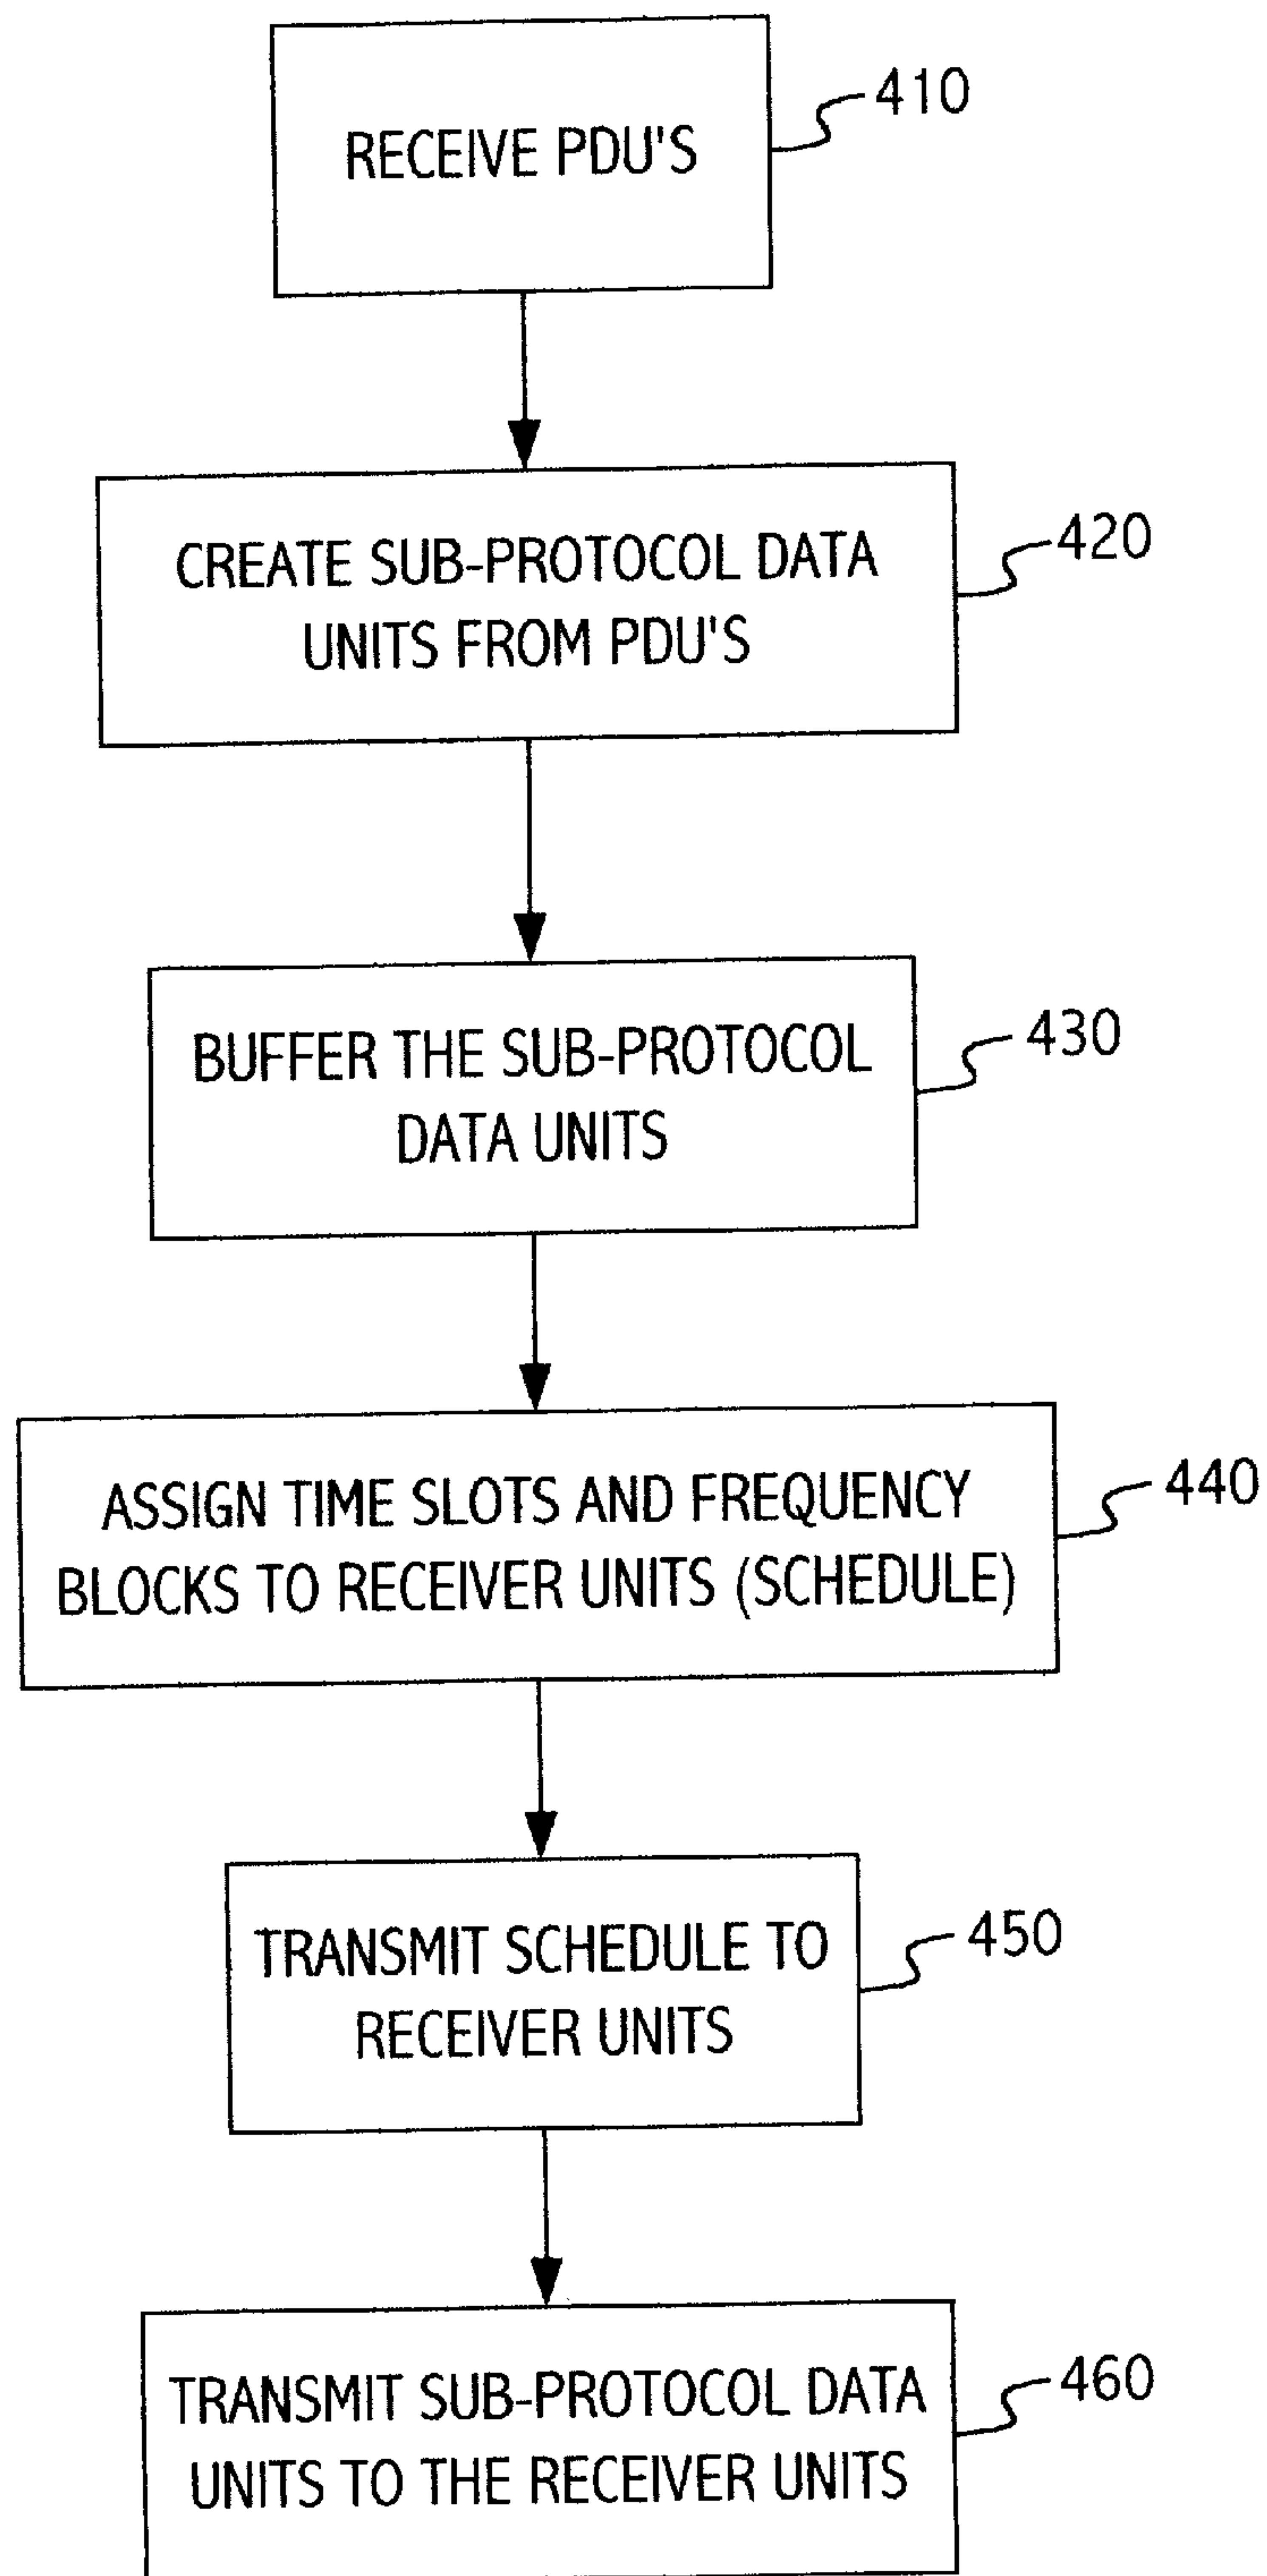 RECEIVE PDU'S
410
CREATE SUB-PROTOCOL DATA
UNITS FROM PDU'S
420
BUFFER THE SUB-PROTOCOL
DATA UNITS
430
ASSIGN TIME SLOTS AND FREQUENCY
BLOCKS TO RECEIVER UNITS (SCHEDULE)
440
TRANSMIT SCHEDULE TO
RECEIVER UNITS
450
TRANSMIT SUB-PROTOCOL DATA
UNITS TO THE RECEIVER UNITS
460